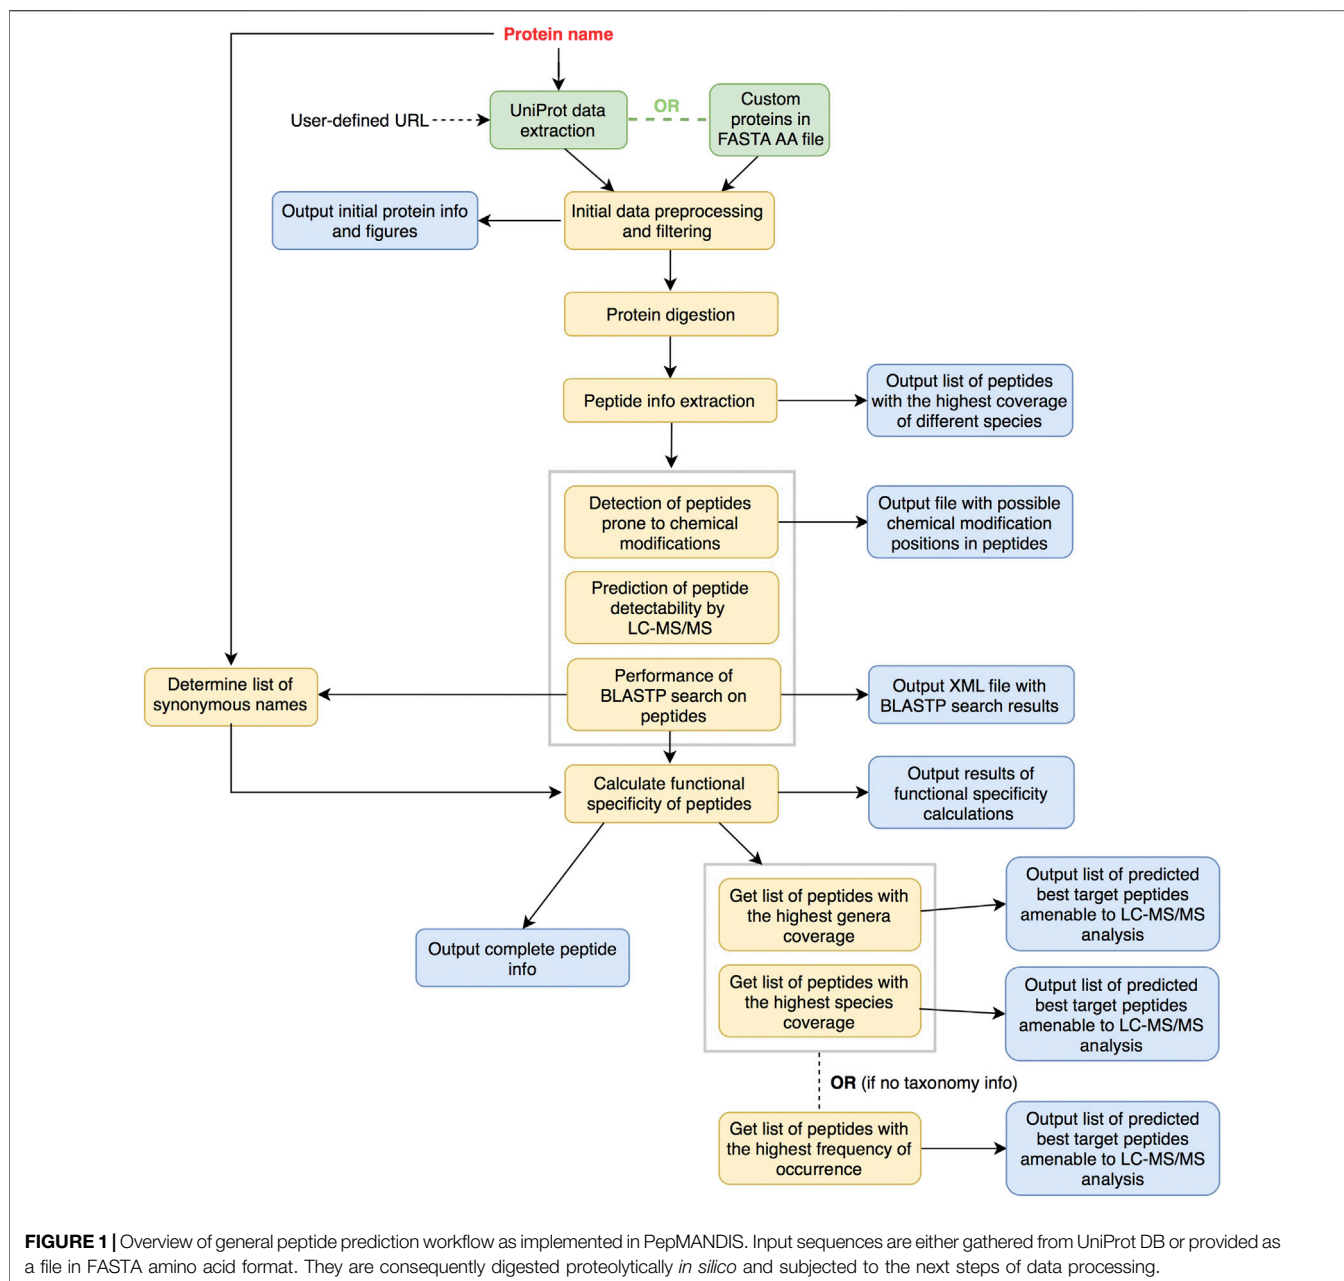 Protein name
User-defined URL
UniProt data
extraction
OR
Custom
proteins in
FASTA AA file
Output initial protein info
and figures
Initial data preprocessing
and filtering
Protein digestion
Peptide info extraction
Output list of peptides
with the highest coverage
of different species
Detection of peptides
prone to chemical
modifications
Output file with possible
chemical modification
positions in peptides
Prediction of peptide
detectability by
LC-MS/MS
Determine list of
synonymous names
Performance of
BLASTP search on
peptides
Output XML file with
BLASTP search results
Calculate functional
specificity of peptides
Output results of
functional specificity
calculations
Output complete peptide
info
Get list of peptides with
the highest genera
coverage
Output list of predicted
best target peptides
amenable to LC-MS/MS
analysis
Get list of peptides with
the highest species
coverage
Output list of predicted
best target peptides
amenable to LC-MS/MS
analysis
OR (if no taxonomy info)
Get list of peptides with
the highest frequency of
occurrence
Output list of predicted
best target peptides
amenable to LC-MS/MS
analysis
FIGURE 1 | Overview of general peptide prediction workflow as implemented in PepMANDIS. Input sequences are either gathered from UniProt DB or provided as
a file in FASTA amino acid format. They are consequently digested proteolytically in silico and subjected to the next steps of data processing.